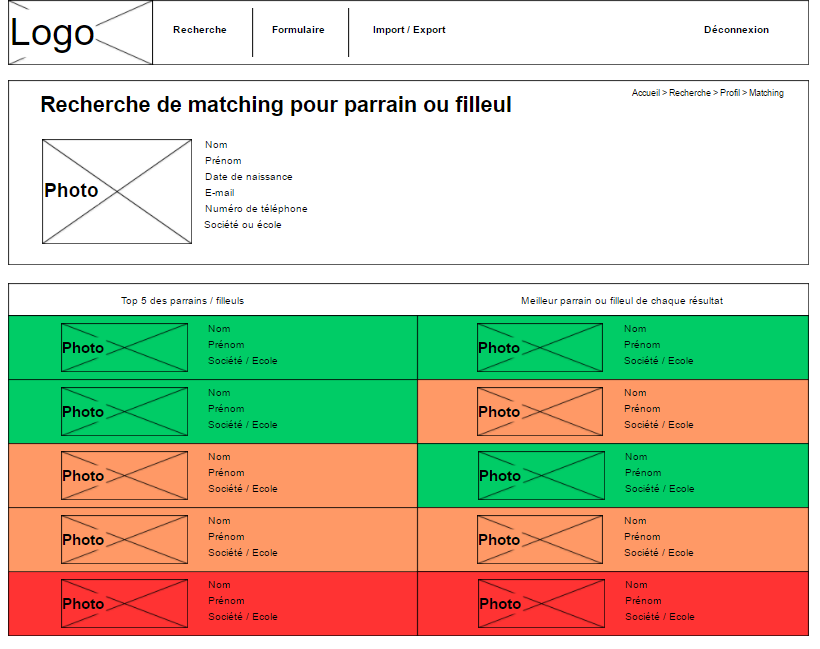 Logo
Recherche
Formulaire
Import / Export
Déconnexion
Accueil > Recherche > Profil > Matching
Recherche de matching pour parrain ou filleul
Photo
Nom
Prénom
Date de naissance
E-mail
Numéro de téléphone
Société ou école
Top 5 des parrains / filleuls
Meilleur parrain ou filleul de chaque résultat
Photo
Nom
Prénom
Société / Ecole
Photo
Nom
Prénom
Société / Ecole
Photo
Nom
Prénom
Société / Ecole
Photo
Nom
Prénom
Société / Ecole
Photo
Nom
Prénom
Société / Ecole
Photo
Nom
Prénom
Société / Ecole
Photo
Nom
Prénom
Société / Ecole
Photo
Nom
Prénom
Société / Ecole
Photo
Nom
Prénom
Société / Ecole
Photo
Nom
Prénom
Société / Ecole